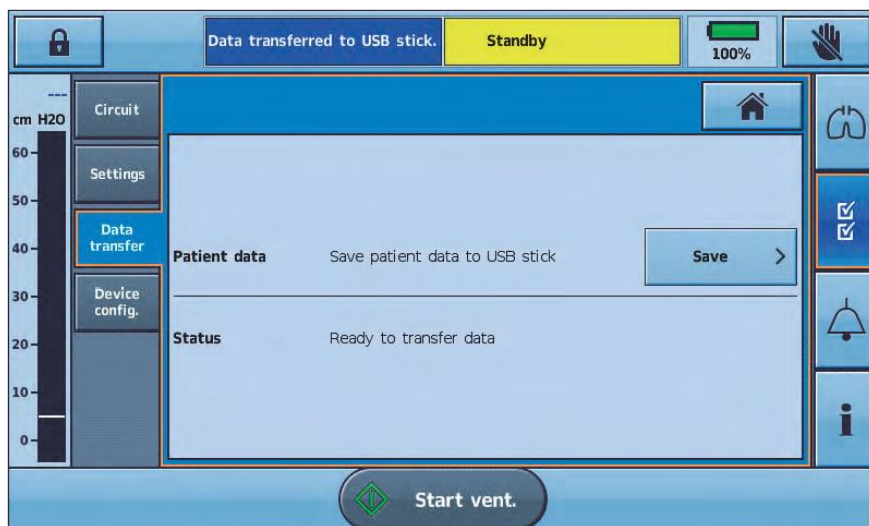 Data transferred to USB stick.
Standby
100%
---
cm H2O
60
50
40
30
20
10
0
Circuit
Settings
Data
transfer
Device
config.
Patient data
Save patient data to USB stick
Save
Status
Ready to transfer data
i
Start vent.